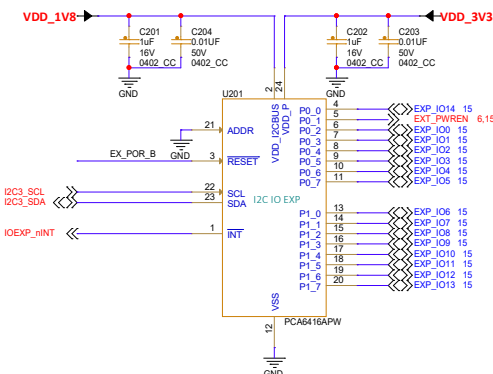 VDD_1V8
VDD_3V3
C201
1uF
16V
0402_CC
C204
0.01UF
50V
0402_CC
C202
1uF
16V
0402_CC
C203
0.01UF
50V
0402_CC
GND
GND
U201
2
24
VDD_I2CBUS
VDD_P
21 ADDR
GND
EX_POR_B 3 RESET
I2C3_SCL 22 SCL
I2C3_SDA 23 SDA
I2C IO EXP
IOEXP_nINT 1 INT
P0_0 4 EXP_IO14 15
P0_1 5 EXT_PWREN 6,15
P0_2 6 EXP_IO0 15
P0_3 7 EXP_IO1 15
P0_4 8 EXP_IO2 15
P0_5 9 EXP_IO3 15
P0_6 10 EXP_IO4 15
P0_7 11 EXP_IO5 15
P1_0 13 EXP_IO6 15
P1_1 14 EXP_IO7 15
P1_2 15 EXP_IO8 15
P1_3 16 EXP_IO9 15
P1_4 17 EXP_IO10 15
P1_5 18 EXP_IO11 15
P1_6 19 EXP_IO12 15
P1_7 20 EXP_IO13 15
VSS
12
PCA6416APW
GND